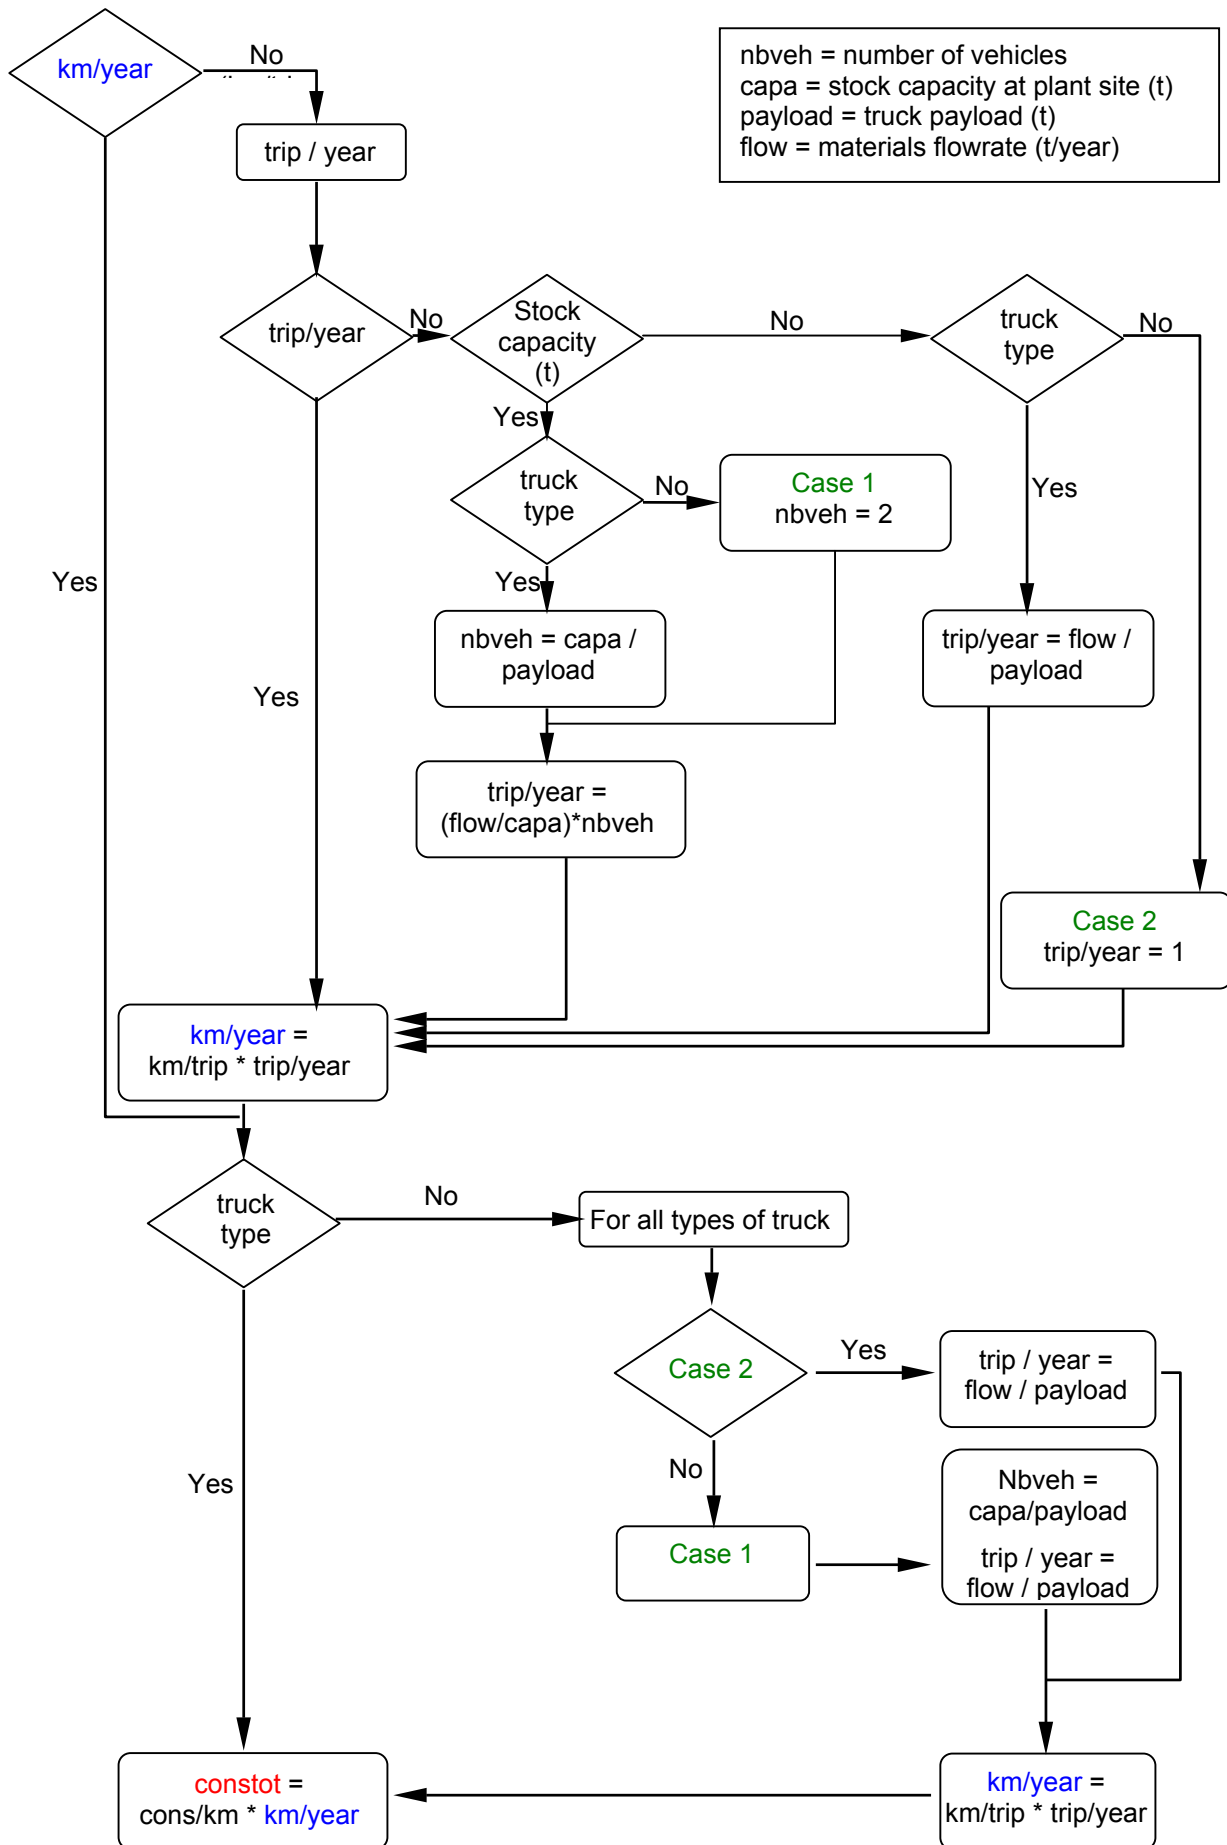 km/year
No
nbveh = number of vehicles
capa = stock capacity at plant site (t)
payload = truck payload (t)
flow = materials flowrate (t/year)
trip / year
trip/year
No
Stock
capacity
(t)
No
truck
type
No
Yes
truck
type
No
Case 1
nbveh = 2
Yes
Yes
Yes
nbveh = capa /
payload
trip/year = flow /
payload
Yes
trip/year =
(flow/capa)*nbveh
Case 2
trip/year = 1
km/year =
km/trip * trip/year
truck
type
No
For all types of truck
Case 2
Yes
trip / year =
flow / payload
Yes
No
Nbveh =
capa/payload
trip / year =
flow / payload
Case 1
constot =
cons/km * km/year
km/year =
km/trip * trip/year